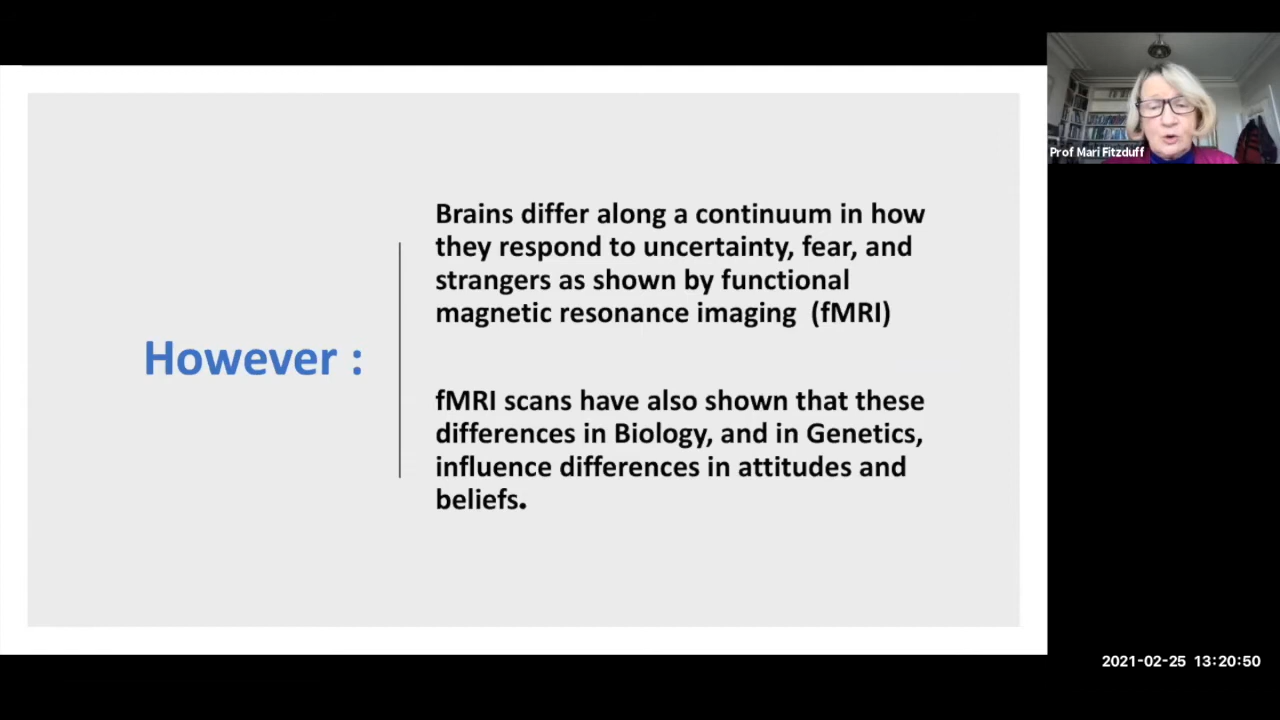 However :
Brains differ along a continuum in how
they respond to uncertainty, fear, and
strangers as shown by functional
magnetic resonance imaging  (fMRI)
fMRI scans have also shown that these
differences in Biology, and in Genetics,
influence differences in attitudes and
beliefs.
Prof Mari Fitzduff
2021-02-25 13:20:50